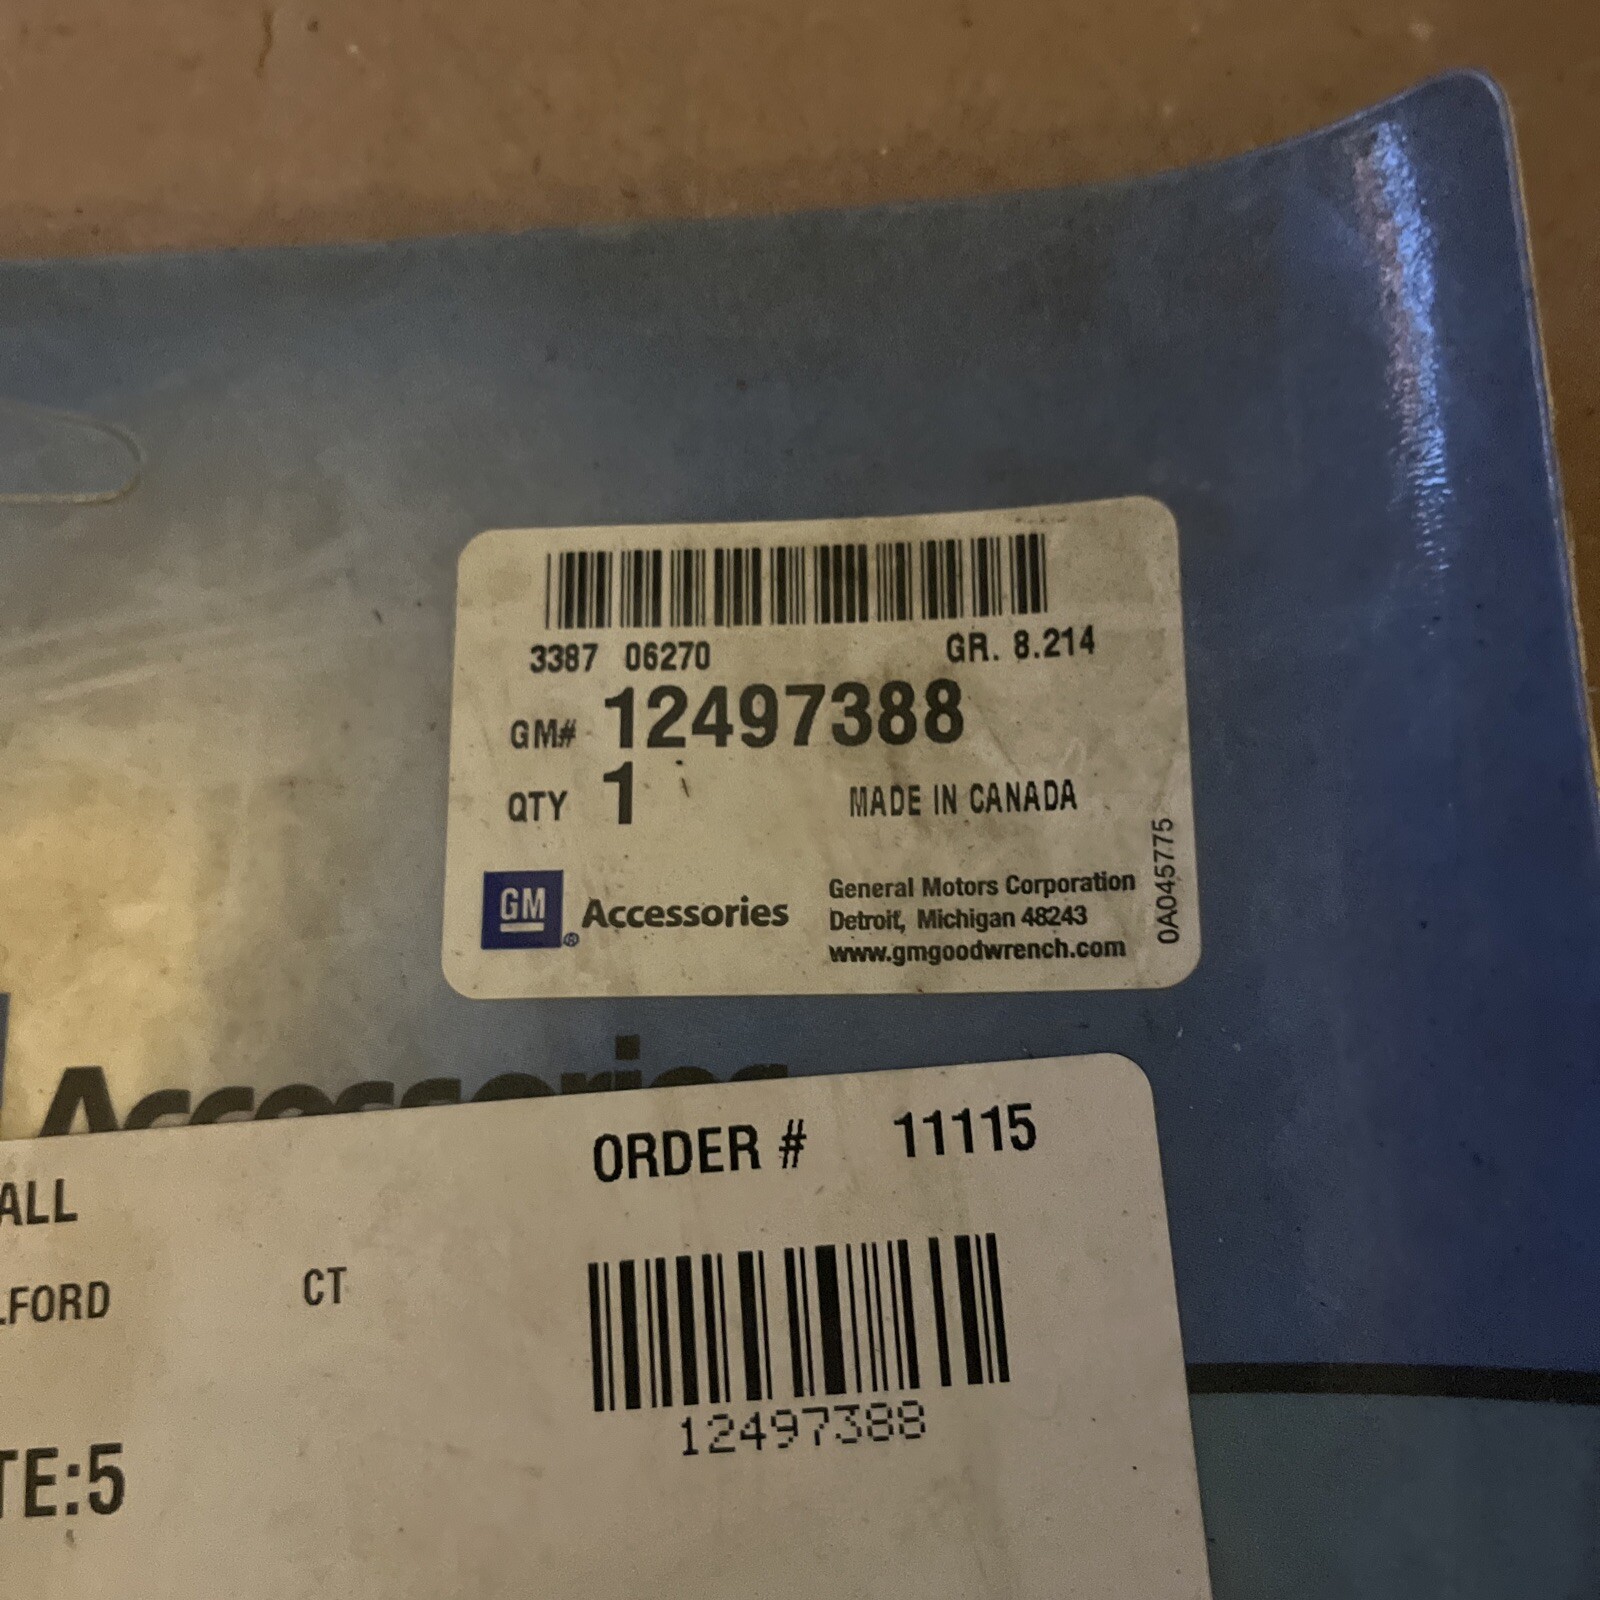 3387 06270 GR. 8.214
GM# 12497388
QTY 1 MADE IN CANADA
GM® Accessories
General Motors Corporation
Detroit, Michigan 48243
www.gmgoodwrench.com
0A045775
Accessories
ORDER # 11115
ALL
LFORD CT
12497388
TE:5